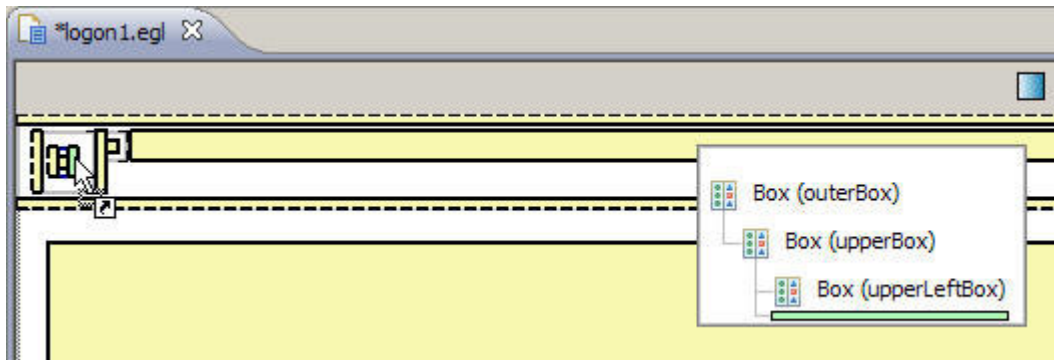 *logon1.egl
Box (outerBox)
Box (upperBox)
Box (upperLeftBox)